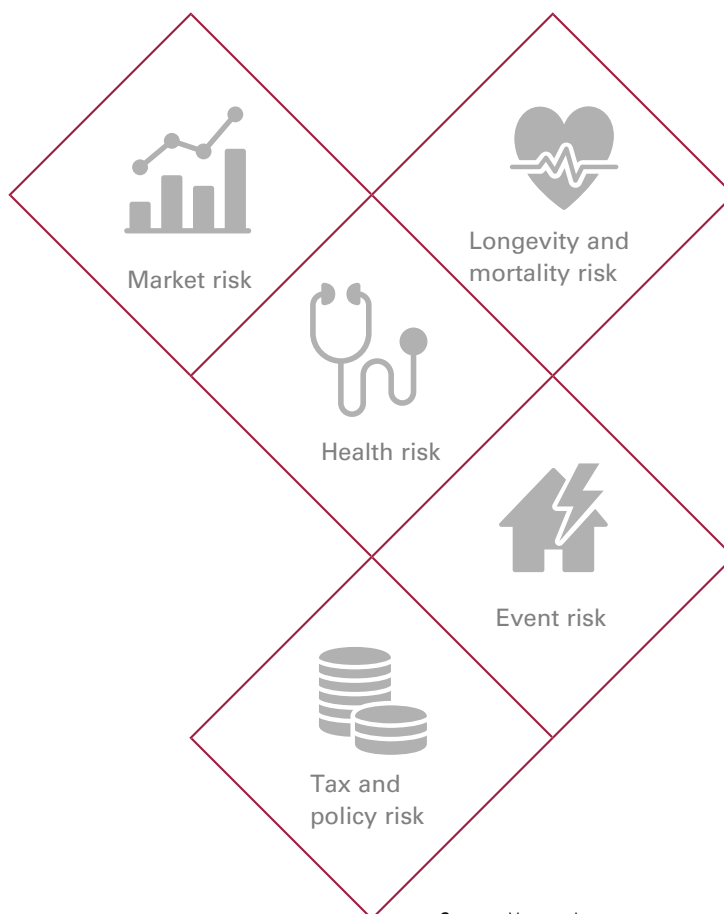 Longevity and
mortality risk
Market risk
Health risk
Event risk
Tax and
policy risk